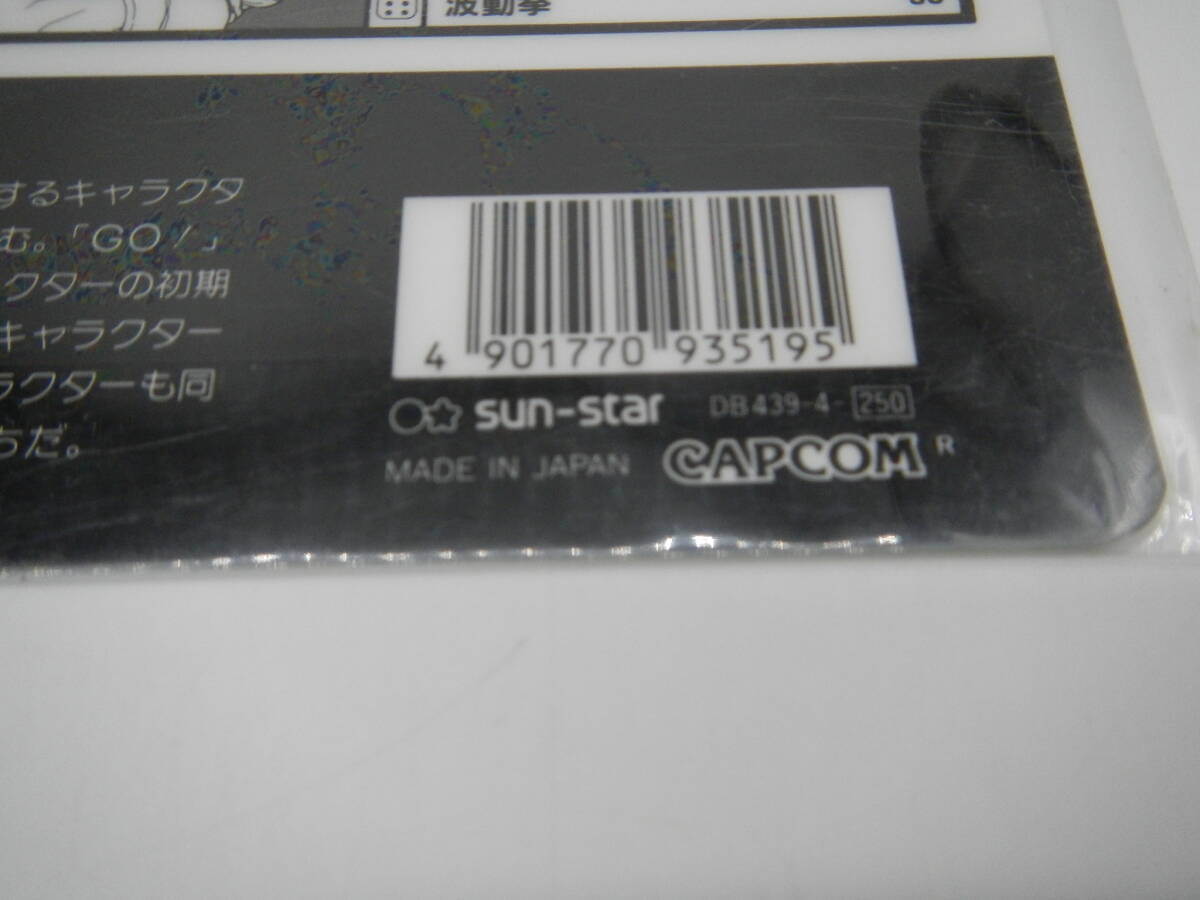 波動拳
するキャラクタ
む。「GO!」
クターの初期
キャラクター
ラクターも同
ちだ。
4 901770 935195
sun-star DB439-4-250
MADE IN JAPAN CAPCOM R